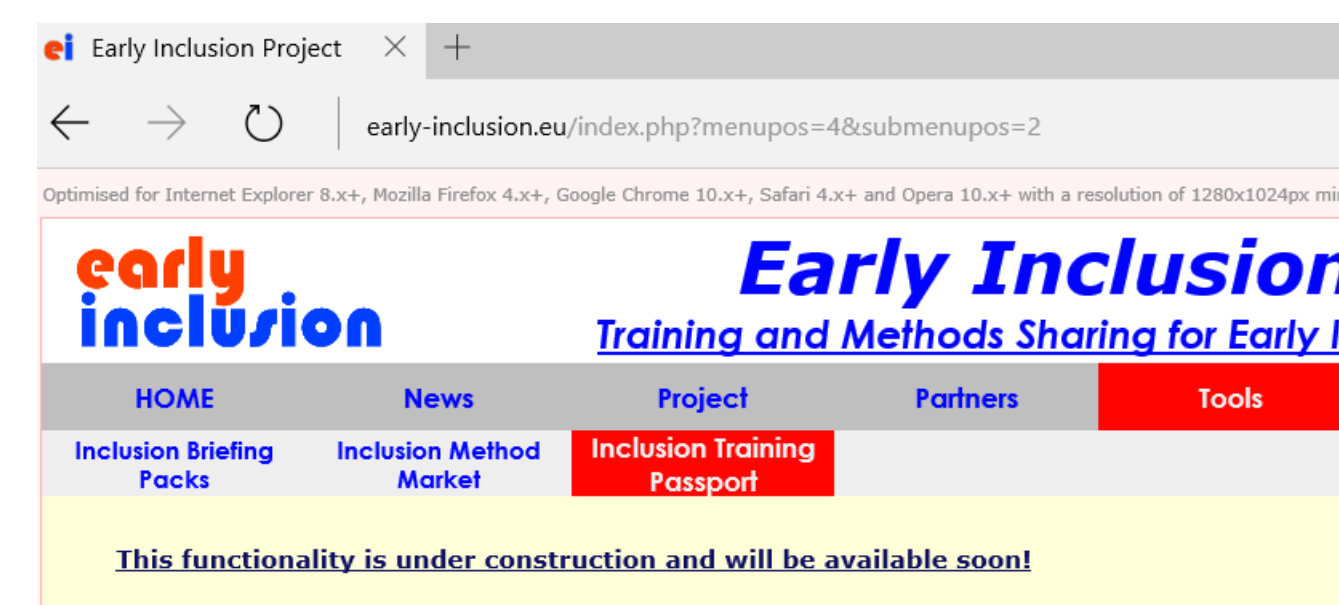 ei Early Inclusion Project
early-inclusion.eu/index.php?menupos=4&submenupos=2
Optimised for Internet Explorer 8.x+, Mozilla Firefox 4.x+, Google Chrome 10.x+, Safari 4.x+ and Opera 10.x+ with a resolution of 1280x1024px
early
inclusion
Early Inclusion
Training and Methods Sharing for Early
HOME News Project Partners Tools
Inclusion Briefing
Packs
Inclusion Method
Market
Inclusion Training
Passport
This functionality is under construction and will be available soon!